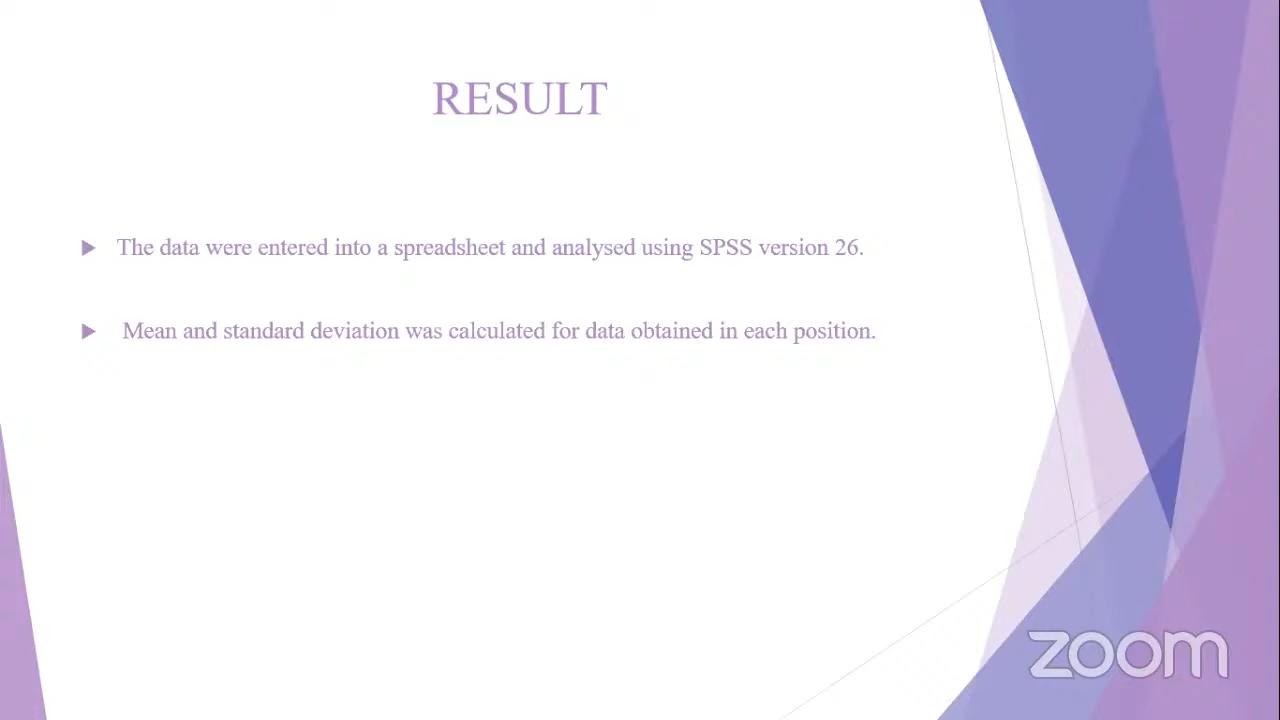 RESULT
The data were entered into a spreadsheet and analysed using SPSS version 26.
Mean and standard deviation was calculated for data obtained in each position.
zoom